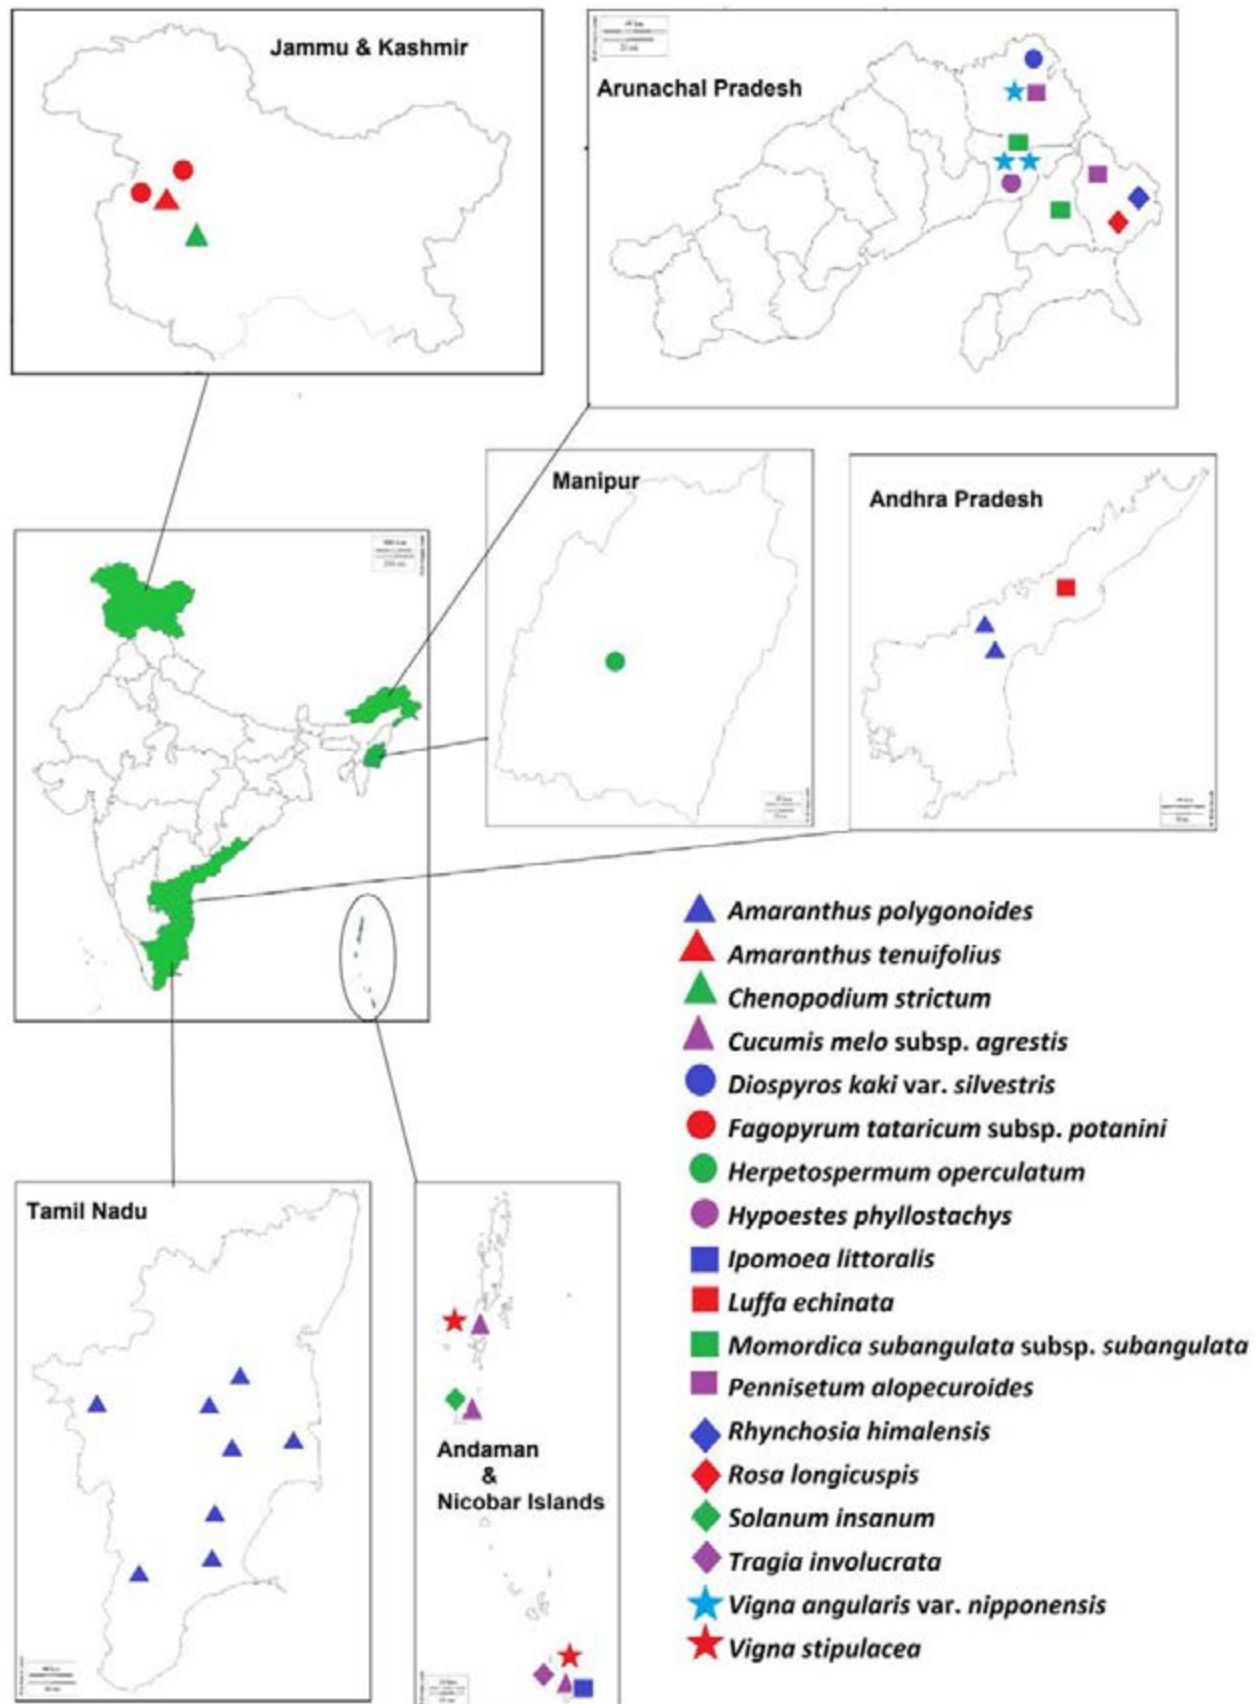 Jammu & Kashmir
Arunachal Pradesh
Manipur
Andhra Pradesh
Tamil Nadu
Andaman
&
Nicobar Islands
Amaranthus polygonoides
Amaranthus tenuifolius
Chenopodium strictum
Cucumis melo subsp. agrestis
Diospyros kaki var. silvestris
Fagopyrum tataricum subsp. potanini
Herpetospermum operculatum
Hypoestes phyllostachys
Ipomoea littoralis
Luffa echinata
Momordica subangulata subsp. subangulata
Pennisetum alopecuroides
Rhynchosia himalensis
Rosa longicuspis
Solanum insanum
Tragia involucrata
Vigna angularis var. nipponensis
Vigna stipulacea